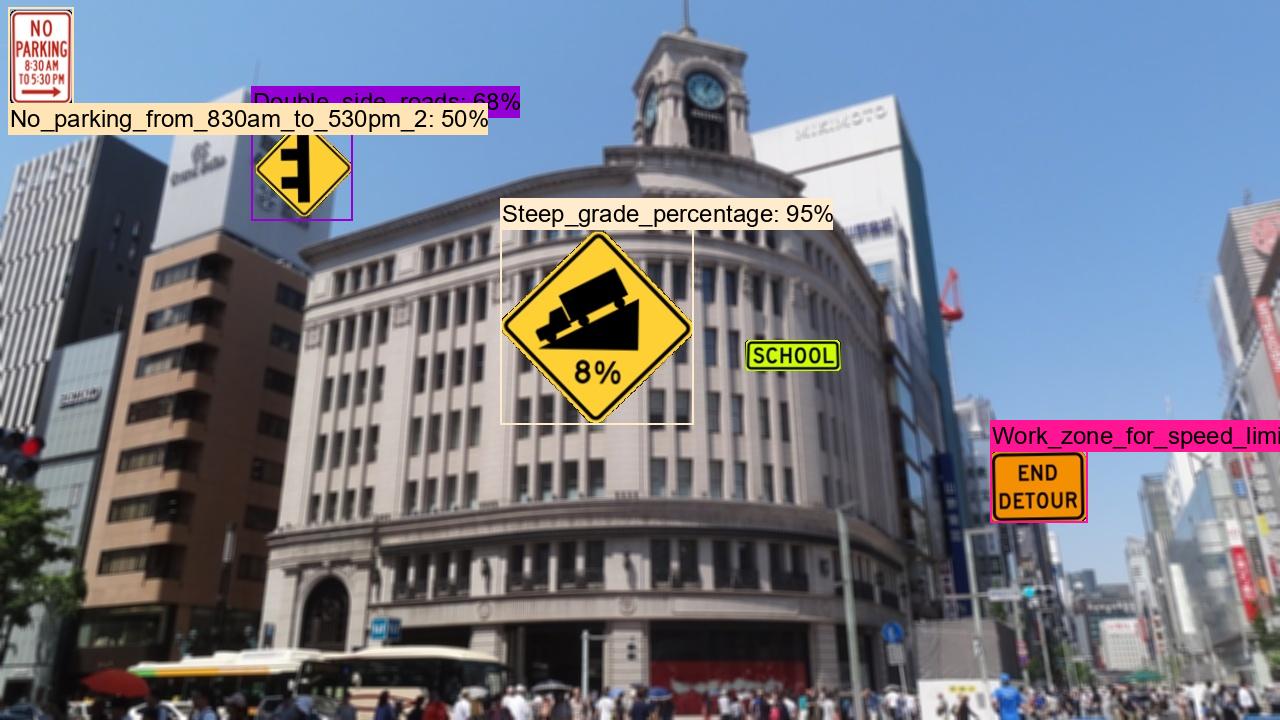 NO
PARKING
8:30 AM
TO 5:30 PM
Double_side_roads: 68%
No_parking_from_830am_to_530pm_2: 50%
MIKIMOTO
Steep_grade_percentage: 95%
8%
SCHOOL
Work_zone_for_speed_limi
END
DETOUR